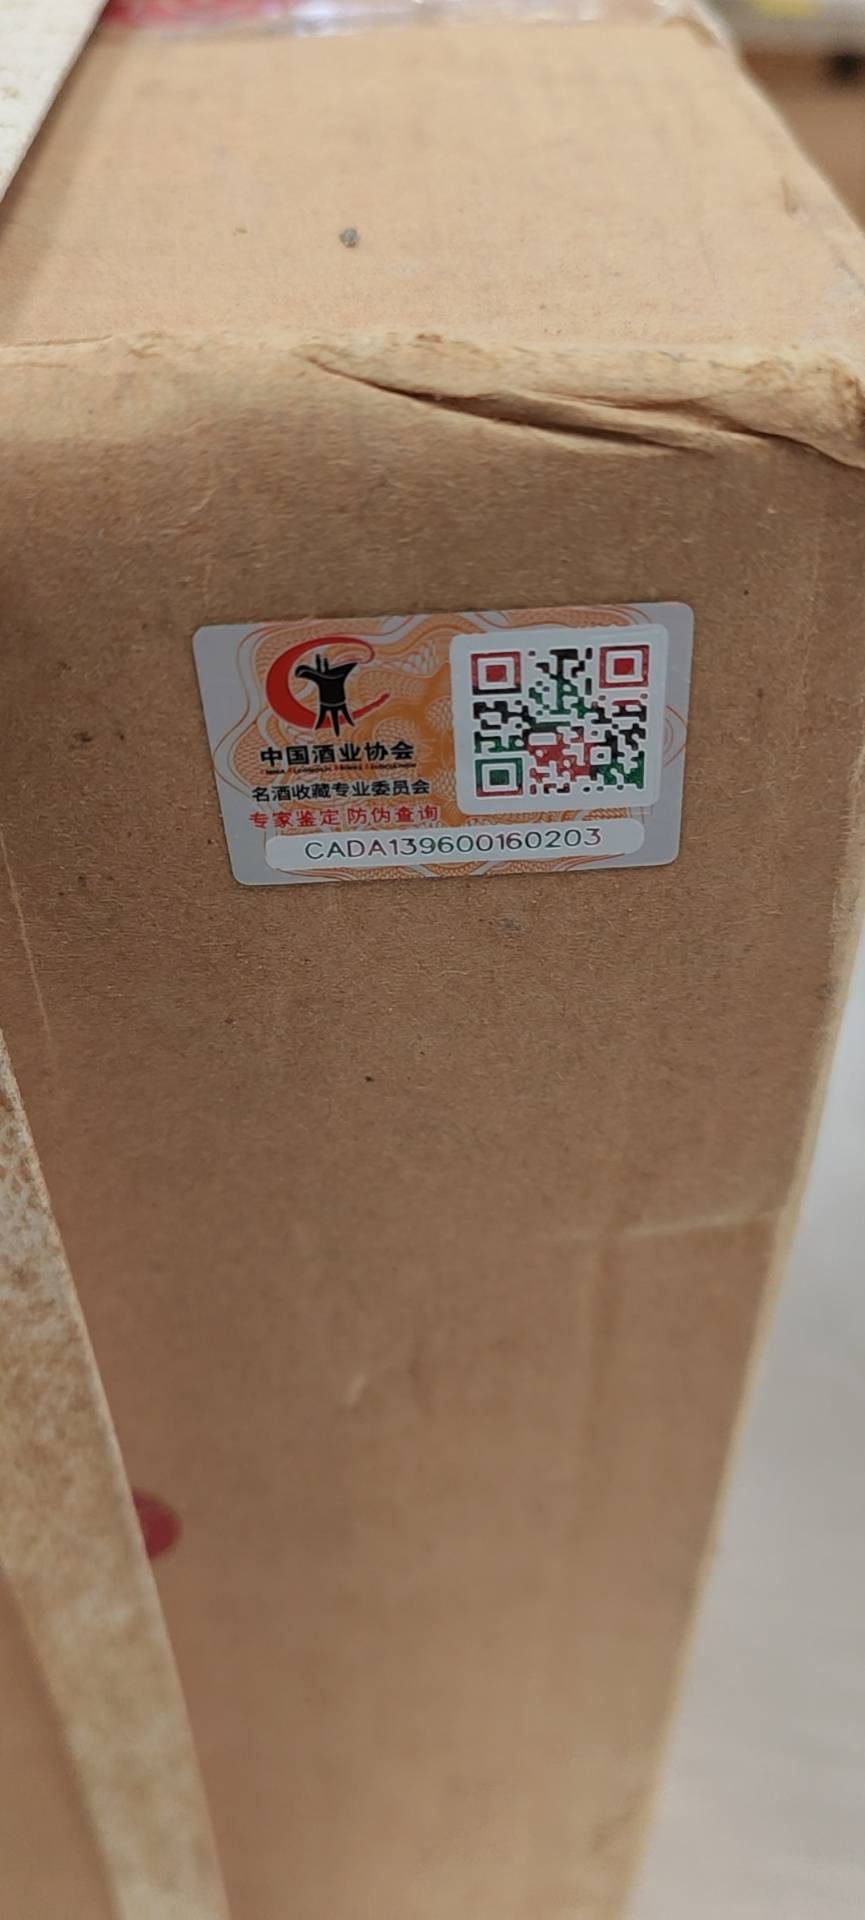 中国酒业协会
名酒收藏专业委员会
专家鉴定 防伪查询
CADA139600160203